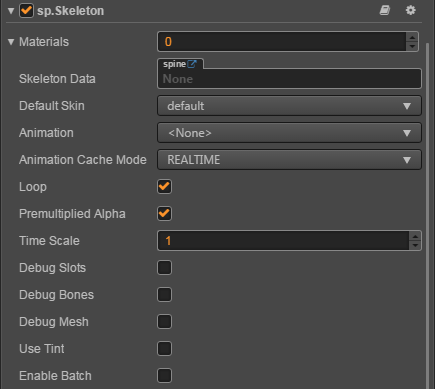 sp.Skeleton
Materials 0
spine
Skeleton Data None
Default Skin default
Animation <None>
Animation Cache Mode REALTIME
Loop
Premultiplied Alpha
Time Scale 1
Debug Slots
Debug Bones
Debug Mesh
Use Tint
Enable Batch